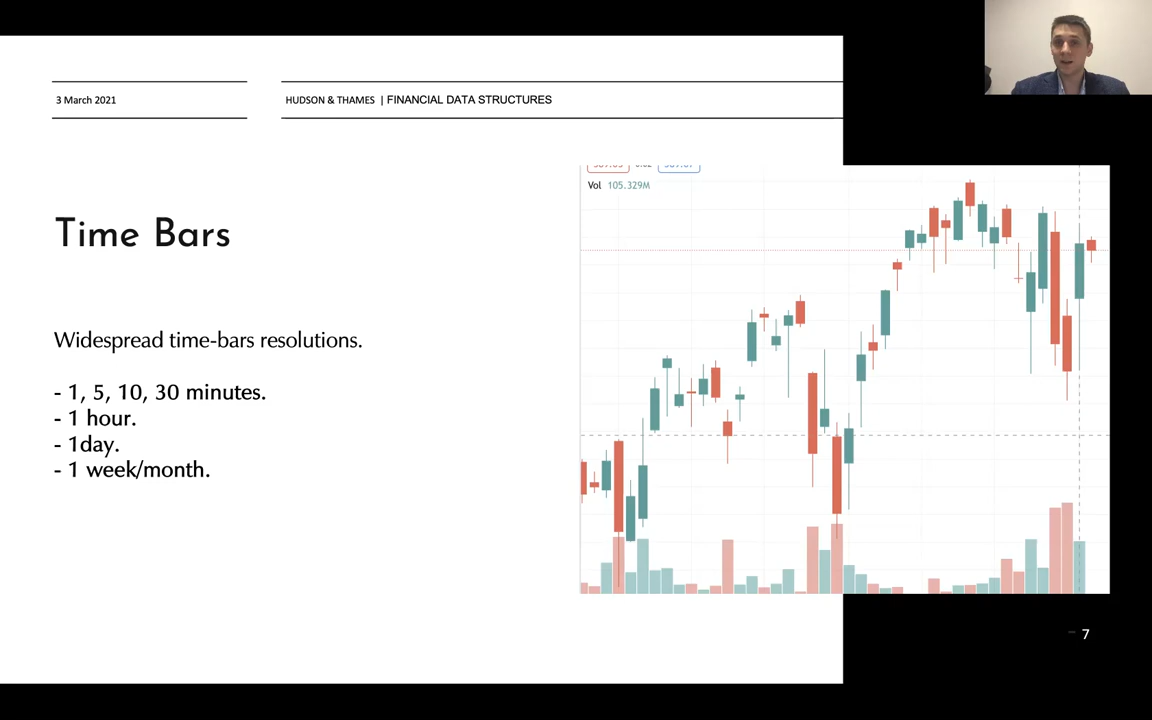 3 March 2021
HUDSON & THAMES | FINANCIAL DATA STRUCTURES
Vol 105.329M
Time Bars
Widespread time-bars resolutions.
- 1, 5, 10, 30 minutes.
- 1 hour.
- 1day.
- 1 week/month.
7